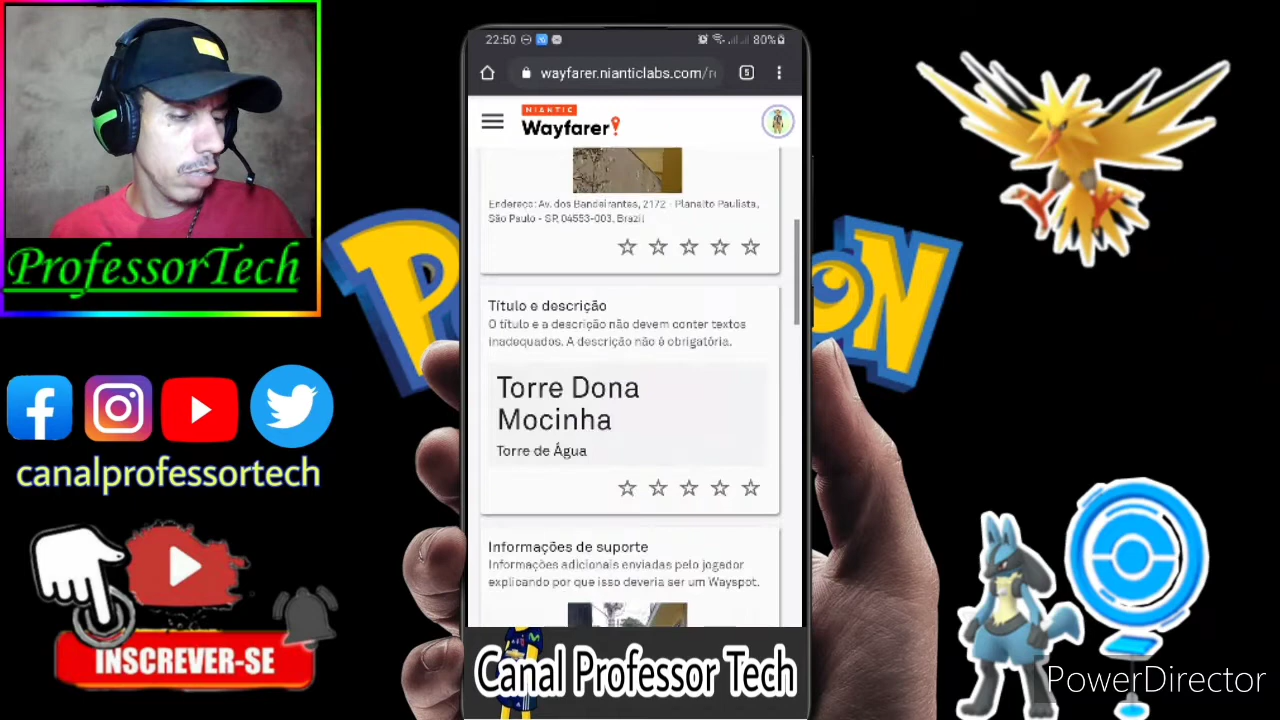 ProfessorTech
canalprofessortech
INSCREVER-SE
22:50
80%
wayfarer.nianticlabs.com/r
5
NIANTIC
Wayfarer
Endereço: Av. dos Bandeirantes, 2172 - Planalto Paulista,
São Paulo - SP, 04553-003, Brazil
Título e descrição
O título e a descrição não devem conter textos
inadequados. A descrição não é obrigatória.
Torre Dona
Mocinha
Torre de Água
Informações de suporte
Informações adicionais enviadas pelo jogador
explicando por que isso deveria ser um Wayspot.
Canal Professor Tech
PowerDirector